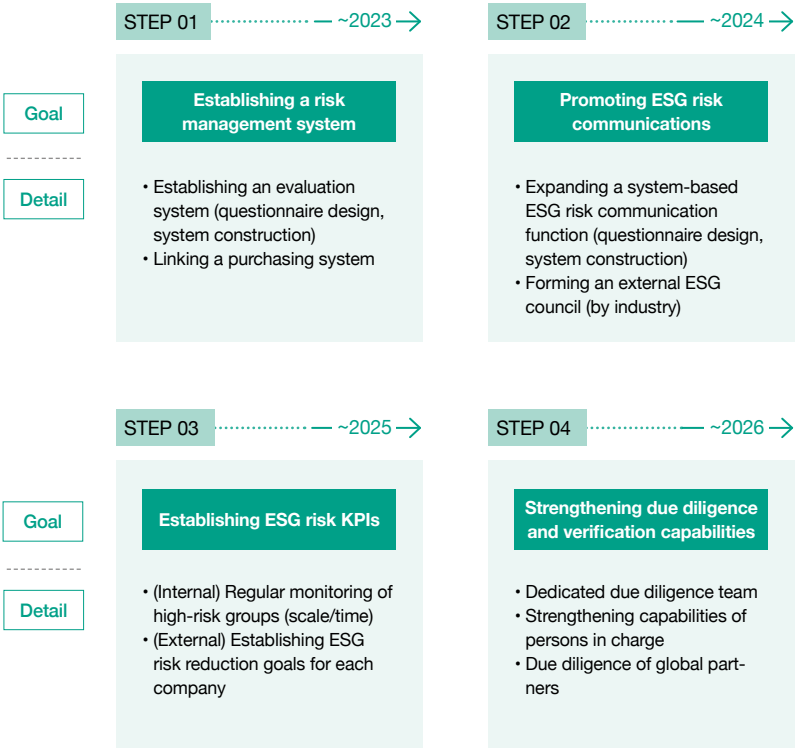 STEP 01
~2023
STEP 02
~2024
Goal
Establishing a risk
management system
Promoting ESG risk
communications
Detail
• Establishing an evaluation
system (questionnaire design,
system construction)
• Linking a purchasing system
• Expanding a system-based
ESG risk communication
function (questionnaire design,
system construction)
• Forming an external ESG
council (by industry)
STEP 03
~2025
STEP 04
~2026
Goal
Establishing ESG risk KPIs
Strengthening due diligence
and verification capabilities
Detail
• (Internal) Regular monitoring of
high-risk groups (scale/time)
• (External) Establishing ESG
risk reduction goals for each
company
• Dedicated due diligence team
• Strengthening capabilities of
persons in charge
• Due diligence of global part-
ners